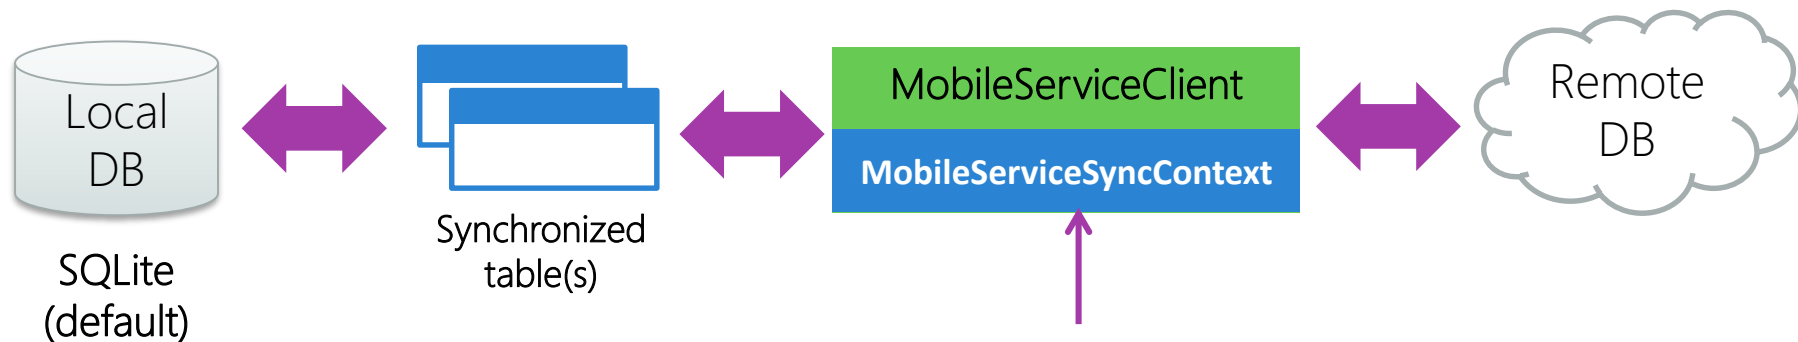 Local
DB
SQLite
(default)
Synchronized
table(s)
MobileServiceClient
MobileServiceSyncContext
Remote
DB